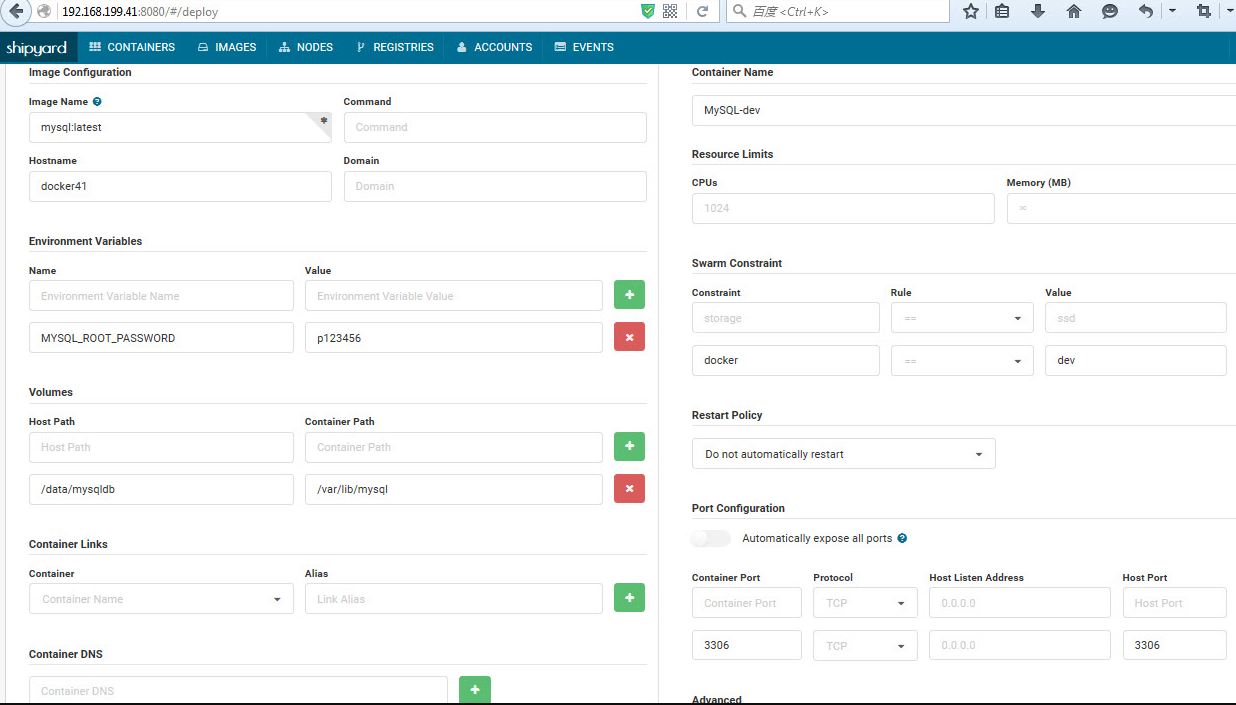 192.168.199.41:8080/#/deploy
百度 <Ctrl+K>
shipyard CONTAINERS IMAGES NODES REGISTRIES ACCOUNTS EVENTS
Image Configuration
Image Name Command
mysql:latest Command
Hostname Domain
docker41 Domain
Environment Variables
Name Value
Environment Variable Name Environment Variable Value
MYSQL_ROOT_PASSWORD p123456
Volumes
Host Path Container Path
Host Path Container Path
/data/mysqldb /var/lib/mysql
Container Links
Container Alias
Container Name Link Alias
Container DNS
Container DNS
Container Name
MySQL-dev
Resource Limits
CPUs Memory (MB)
1024 ∞
Swarm Constraint
Constraint Rule Value
storage == ssd
docker == dev
Restart Policy
Do not automatically restart
Port Configuration
Automatically expose all ports
Container Port Protocol Host Listen Address Host Port
Container Port TCP 0.0.0.0 Host Port
3306 TCP 0.0.0.0 3306
Advanced